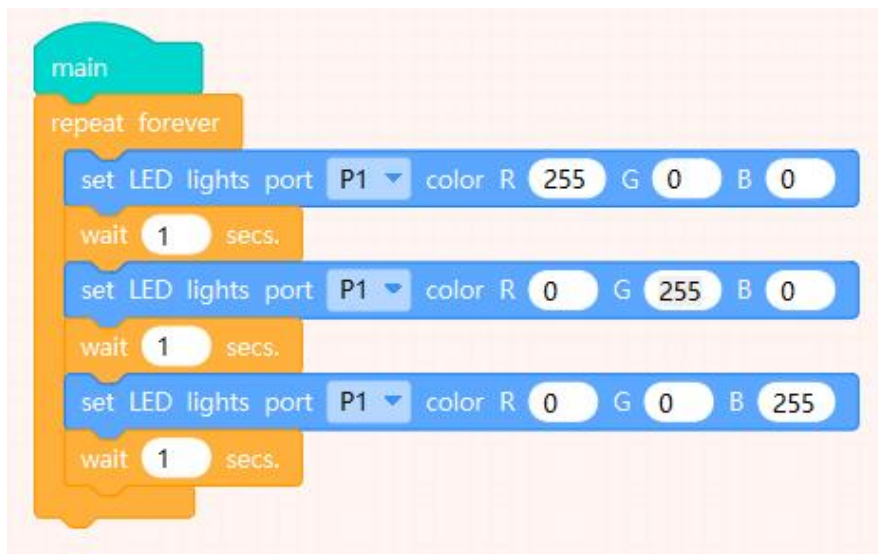 main
repeat forever
set LED lights port P1 color R 255 G 0 B 0
wait 1 secs.
set LED lights port P1 color R 0 G 255 B 0
wait 1 secs.
set LED lights port P1 color R 0 G 0 B 255
wait 1 secs.